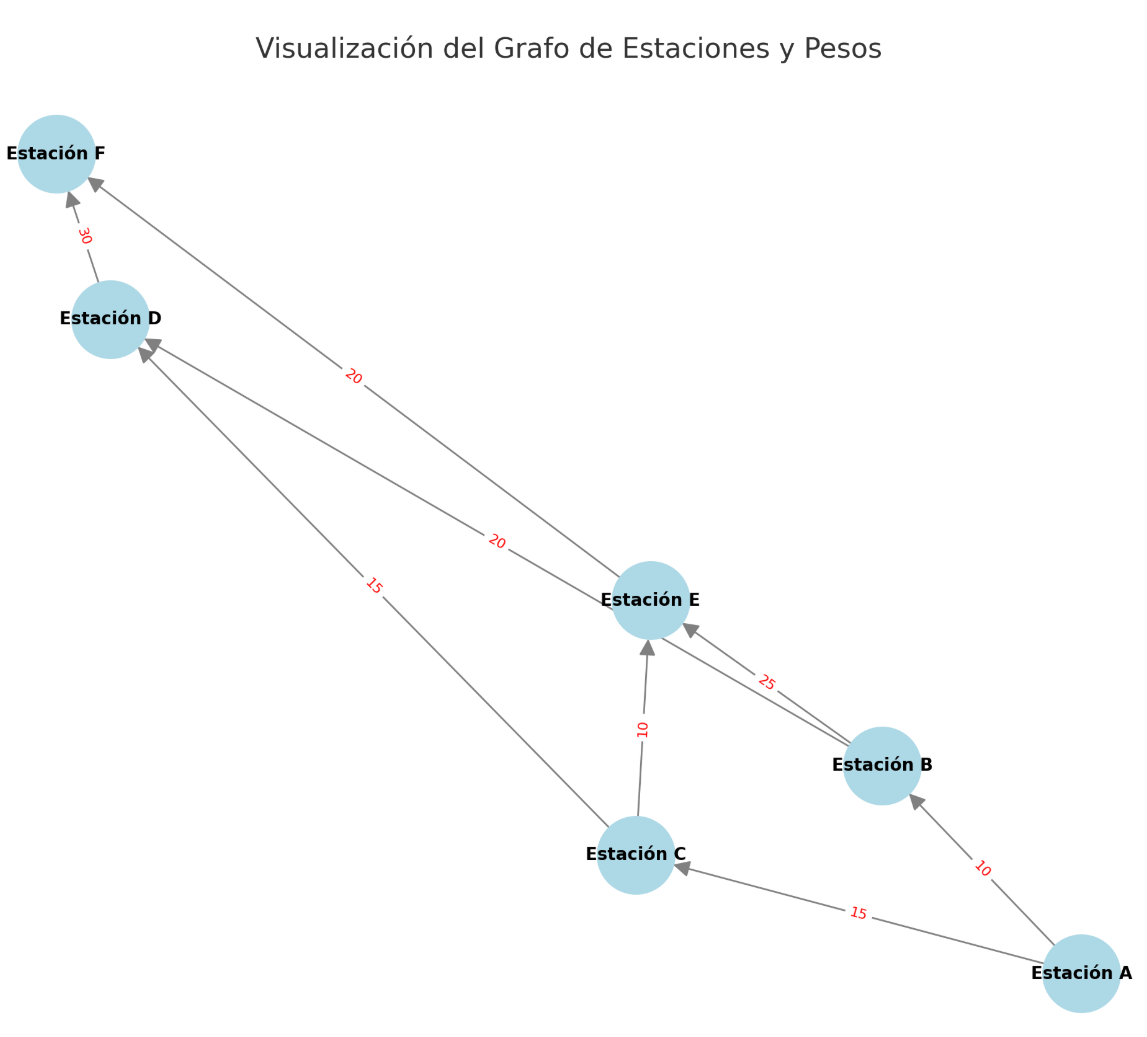 Visualización del Grafo de Estaciones y Pesos
Estación F
30
Estación D
20
20
15
Estación E
25
10
Estación B
Estación C
10
15
Estación A